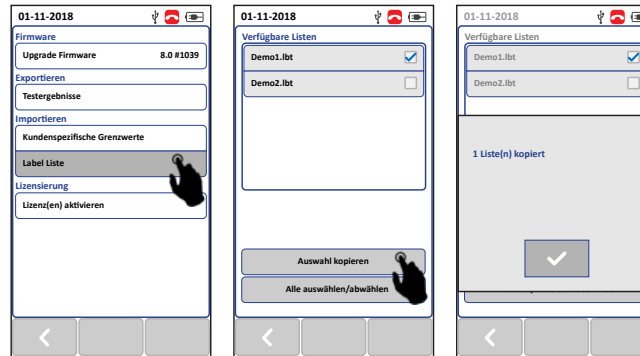 01-11-2018
Firmware
Upgrade Firmware 8.0 #1039
Exportieren
Testergebnisse
Importieren
Kundenspezifische Grenzwerte
Label Liste
Lizensierung
Lizenz(en) aktivieren
01-11-2018
Verfügbare Listen
Demo1.lbt
Demo2.lbt
Auswahl kopieren
Alle auswählen/abwählen
01-11-2018
Verfügbare Listen
Demo1.lbt
Demo2.lbt
1 Liste(n) kopiert